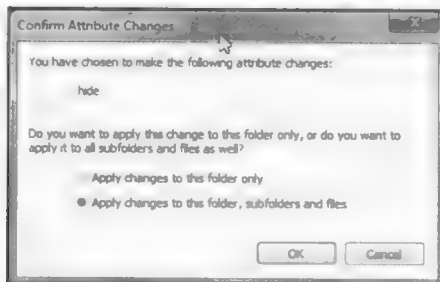 Confirm Attribute Changes
You have chosen to make the following attribute changes:
hide
Do you want to apply this change to this folder only, or do you want to
apply it to all subfolders and files as well?
Apply changes to this folder only
Apply changes to this folder, subfolders and files
OK Cancel